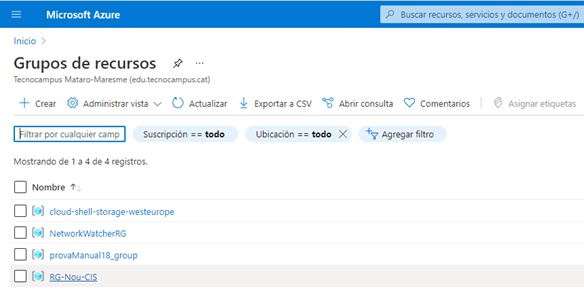 Microsoft Azure
Buscar recursos, servicios y documentos (G+/)
Inicio >
Grupos de recursos
Tecnocampus Mataro-Maresme (edu.tecnocampus.cat)
+ Crear Administrar vista Actualizar Exportar a CSV Abrir consulta Comentarios Asignar etiquetas
Filtrar por cualquier camp Suscripción == todo Ubicación == todo Agregar filtro
Mostrando de 1 a 4 de 4 registros.
Nombre ↑↓
cloud-shell-storage-westeurope
NetworkWatcherRG
provaManual18_group
RG-Nou-CIS